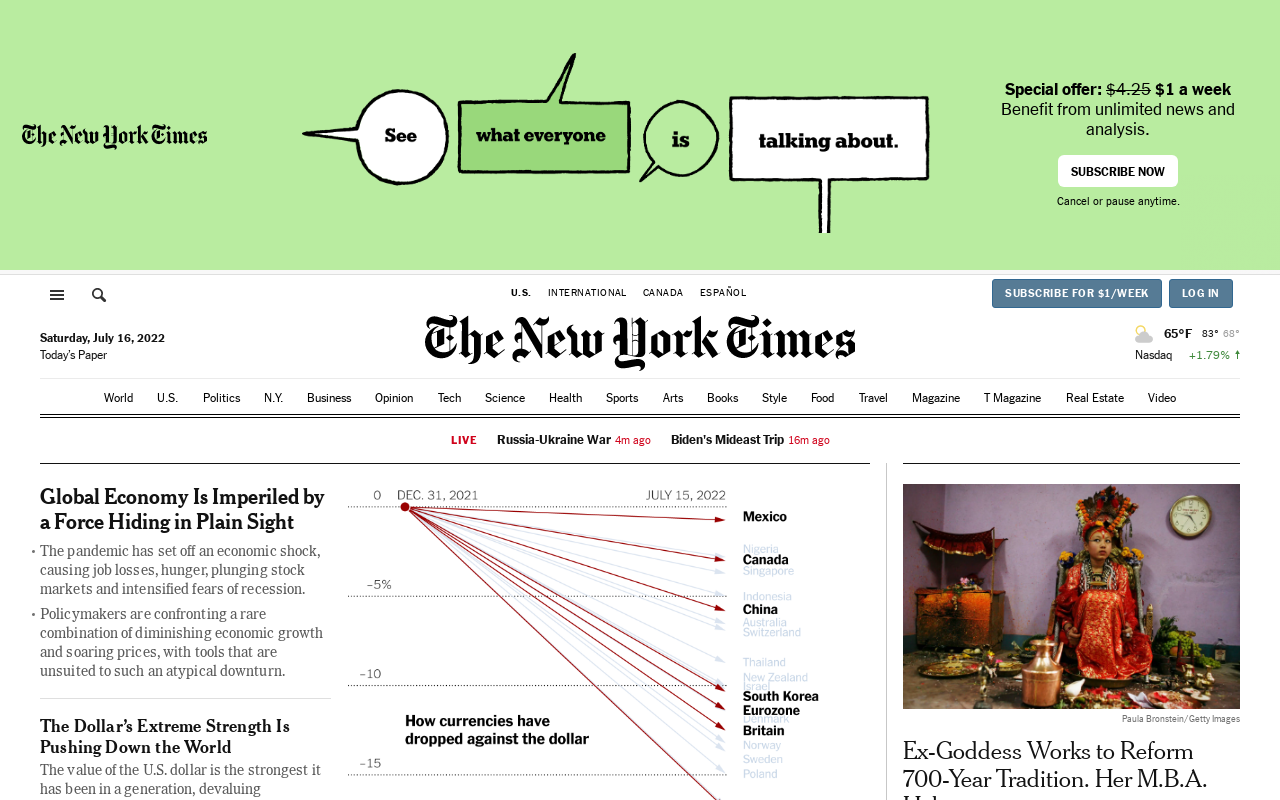 The New York Times
See
what everyone
is
talking about.
Special offer: $4.25 $1 a week
Benefit from unlimited news and
analysis.
SUBSCRIBE NOW
Cancel or pause anytime.
U.S. INTERNATIONAL CANADA ESPAÑOL
SUBSCRIBE FOR $1/WEEK LOG IN
Saturday, July 16, 2022
Today's Paper
The New York Times
65°F 83° 68°
Nasdaq +1.79%
World U.S. Politics N.Y. Business Opinion Tech Science Health Sports Arts Books Style Food Travel Magazine T Magazine Real Estate Video
LIVE Russia-Ukraine War 4m ago Biden's Mideast Trip 16m ago
Global Economy Is Imperiled by
a Force Hiding in Plain Sight
• The pandemic has set off an economic shock,
causing job losses, hunger, plunging stock
markets and intensified fears of recession.
• Policymakers are confronting a rare
combination of diminishing economic growth
and soaring prices, with tools that are
unsuited to such an atypical downturn.
The Dollar's Extreme Strength Is
Pushing Down the World
The value of the U.S. dollar is the strongest it
has been in a generation, devaluing
0 DEC. 31, 2021 JULY 15, 2022
Mexico
Nigeria
Canada
Singapore
–5%
Indonesia
China
Australia
Switzerland
Thailand
–10
New Zealand
Israel
South Korea
Eurozone
Denmark
Britain
Norway
Sweden
–15
Poland
How currencies have
dropped against the dollar
Paula Bronstein/Getty Images
Ex-Goddess Works to Reform
700-Year Tradition. Her M.B.A.